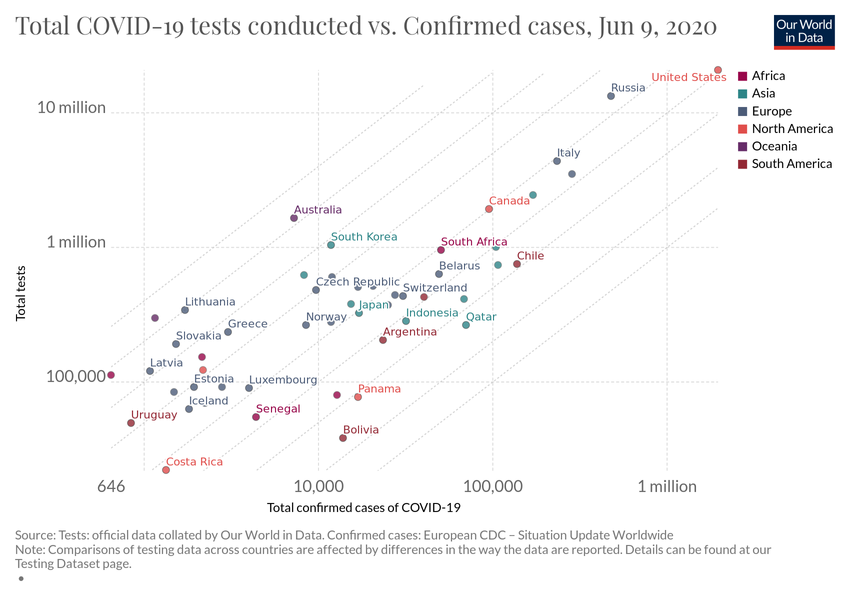 Total COVID-19 tests conducted vs. Confirmed cases, Jun 9, 2020
Our World
in Data
Africa
Asia
Europe
North America
Oceania
South America
United States
Russia
10 million
Italy
Canada
Australia
South Korea
South Africa
1 million
Chile
Belarus
Czech Republic
Switzerland
Lithuania
Japan
Indonesia
Norway
Qatar
Greece
Slovakia
Argentina
Latvia
100,000
Estonia
Luxembourg
Panama
Iceland
Senegal
Uruguay
Bolivia
Costa Rica
Total tests
646
10,000
100,000
1 million
Total confirmed cases of COVID-19
Source: Tests: official data collated by Our World in Data. Confirmed cases: European CDC – Situation Update Worldwide
Note: Comparisons of testing data across countries are affected by differences in the way the data are reported. Details can be found at our
Testing Dataset page.